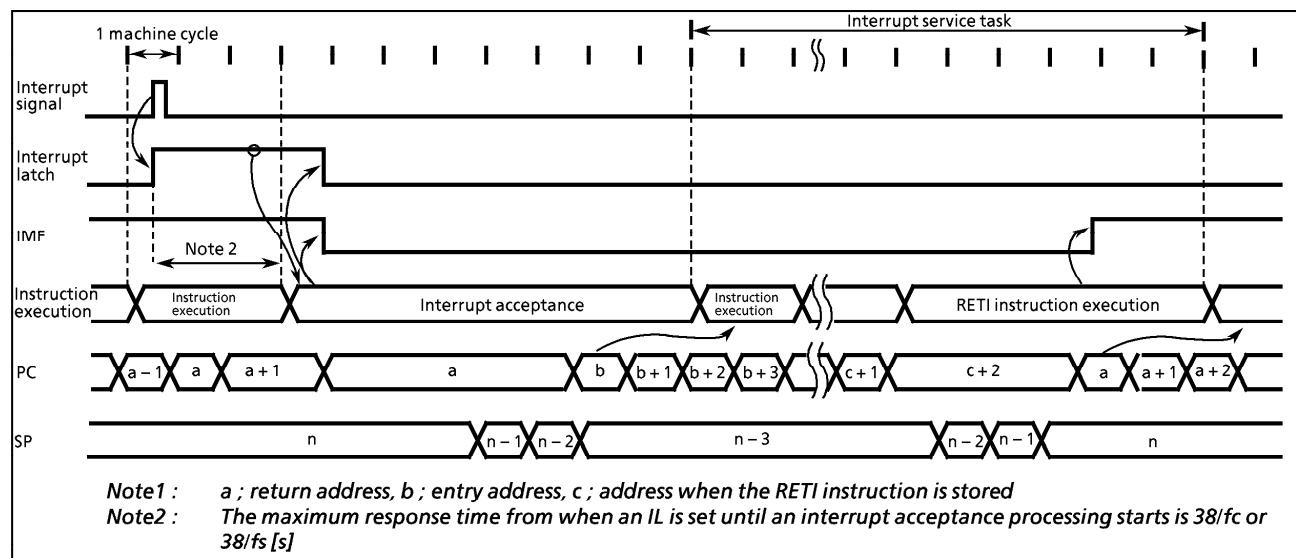 Interrupt service task
1 machine cycle
Interrupt
signal
Interrupt
latch
IMF
Note 2
Instruction
execution
Instruction
execution
Interrupt acceptance
Instruction
execution
RETI instruction execution
PC
a – 1
a
a + 1
a
b
b + 1
b + 2
b + 3
c + 1
c + 2
a
a + 1
a + 2
SP
n
n – 1
n – 2
n – 3
n – 2
n – 1
n
Note1 : a ; return address, b ; entry address, c ; address when the RETI instruction is stored
Note2 : The maximum response time from when an IL is set until an interrupt acceptance processing starts is 38/fc or
38/fs [s]